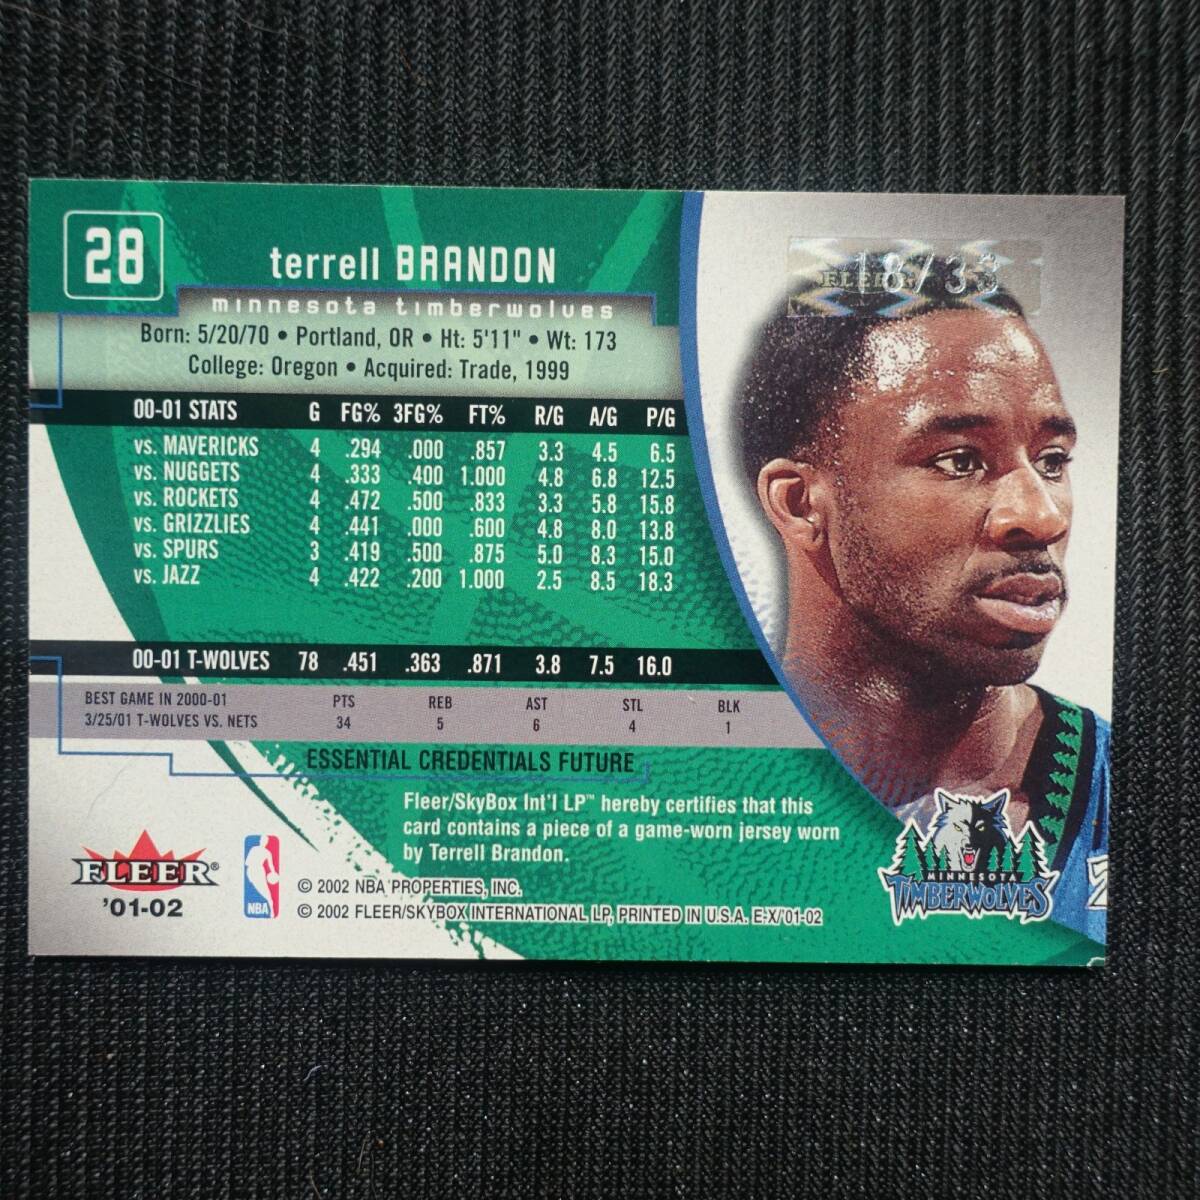 28
terrell BRANDON
minnesota timberwolves
Born: 5/20/70 • Portland, OR • Ht: 5'11" • Wt: 173
College: Oregon • Acquired: Trade, 1999
FLEER 18/33
00-01 STATS G FG% 3FG% FT% R/G A/G P/G
vs. MAVERICKS 4 .294 .000 .857 3.3 4.5 6.5
vs. NUGGETS 4 .333 .400 1.000 4.8 6.8 12.5
vs. ROCKETS 4 .472 .500 .833 3.3 5.8 15.8
vs. GRIZZLIES 4 .441 .000 .600 4.8 8.0 13.8
vs. SPURS 3 .419 .500 .875 5.0 8.3 15.0
vs. JAZZ 4 .422 .200 1.000 2.5 8.5 18.3
00-01 T-WOLVES 78 .451 .363 .871 3.8 7.5 16.0
BEST GAME IN 2000-01 PTS REB AST STL BLK
3/25/01 T-WOLVES VS. NETS 34 5 6 4 1
ESSENTIAL CREDENTIALS FUTURE
Fleer/SkyBox Int'l LP™ hereby certifies that this
card contains a piece of a game-worn jersey worn
by Terrell Brandon.
FLEER®
'01-02
NBA
© 2002 NBA PROPERTIES, INC.
© 2002 FLEER/SKYBOX INTERNATIONAL LP, PRINTED IN U.S.A. E-X/'01-02
MINNESOTA
TIMBERWOLVES